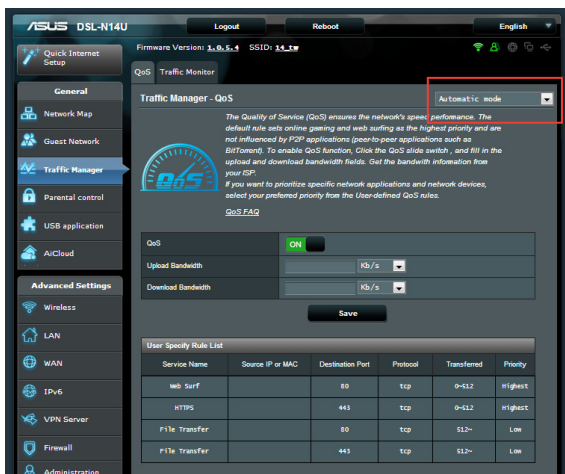 ASUS DSL-N14U Logout Reboot English
Quick Internet Setup
Firmware Version: 1.0.5.4 SSID: 14_tw
QoS Traffic Monitor
General
Network Map
Guest Network
Traffic Manager
Parental control
USB application
AiCloud
Advanced Settings
Wireless
LAN
WAN
IPv6
VPN Server
Firewall
Administration
Traffic Manager - QoS Automatic mode
The Quality of Service (QoS) ensures the network's speed performance. The
default rule sets online gaming and web surfing as the highest priority and are
not influenced by P2P applications (peer-to-peer applications such as
BitTorrent). To enable QoS function, Click the QoS slide switch , and fill in the
upload and download bandwidth fields. Get the bandwith information from
your ISP.
If you want to prioritize specific network applications and network devices,
select your preferred priority from the User-defined QoS rules.
QoS FAQ
QoS
QoS ON
Upload Bandwidth Kb/s
Download Bandwidth Kb/s
Save
User Specify Rule List
Service Name Source IP or MAC Destination Port Protocol Transferred Priority
Web Surf 80 tcp 0~512 Highest
HTTPS 443 tcp 0~512 Highest
File Transfer 80 tcp 512~ Low
File Transfer 443 tcp 512~ Low